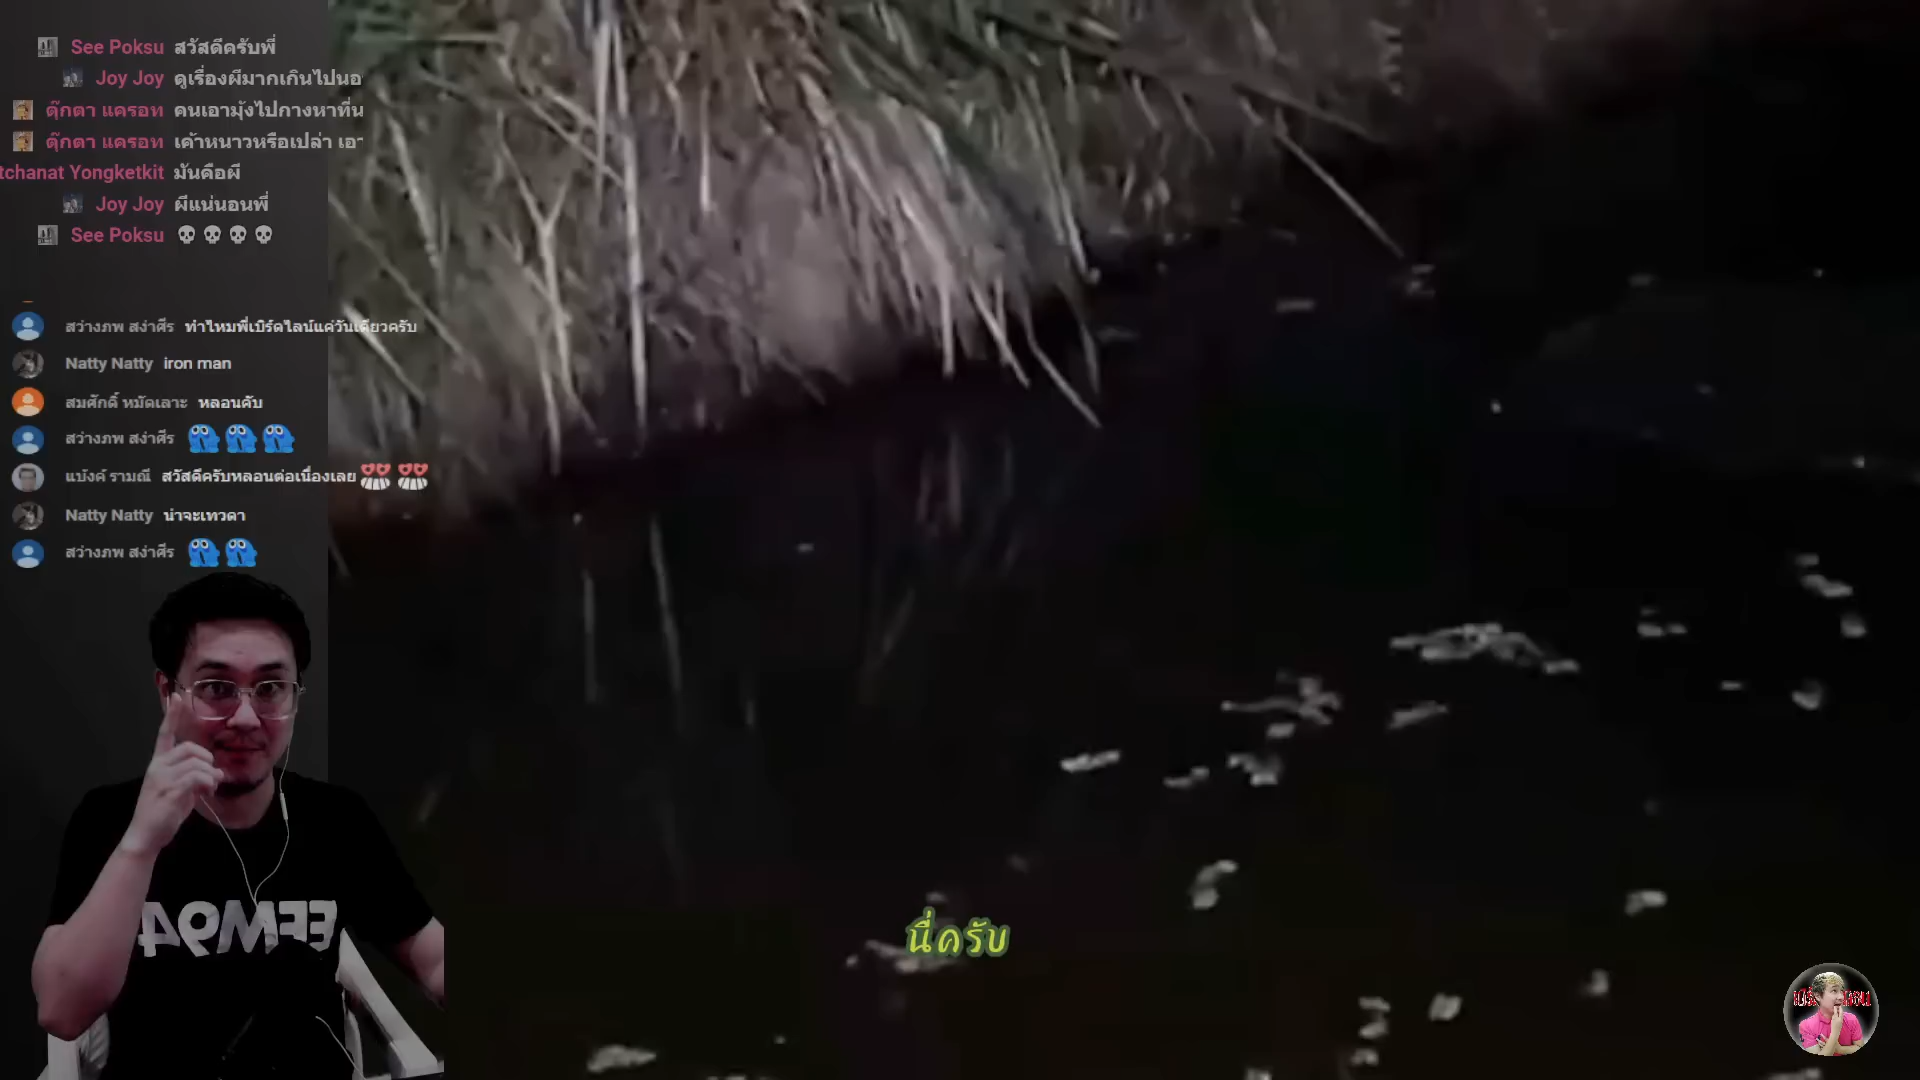 See Poksu สวัสดีครับพี่
Joy Joy ดูเรื่องผีมากเกินไปนอ
ตุ๊กตา แครอท คนเอามุ้งไปกางหาที่น
ตุ๊กตา แครอท เค้าหนาวหรือเปล่า เอา
tchanat Yongketkit มันคือผี
Joy Joy ผีแน่นอนพี่
See Poksu 💀💀💀💀
สว่างภพ สง่าศีร ทำไหมพี่เบิร์ดไลน์แค่วันเดียวครับ
Natty Natty iron man
สมศักดิ์ หมัดเลาะ หลอนคับ
สว่างภพ สง่าศีร
แบ้งค์ รามณี สวัสดีครับหลอนต่อเนื่องเลย
Natty Natty น่าจะเทวดา
สว่างภพ สง่าศีร
EEM94
นี่ครับ